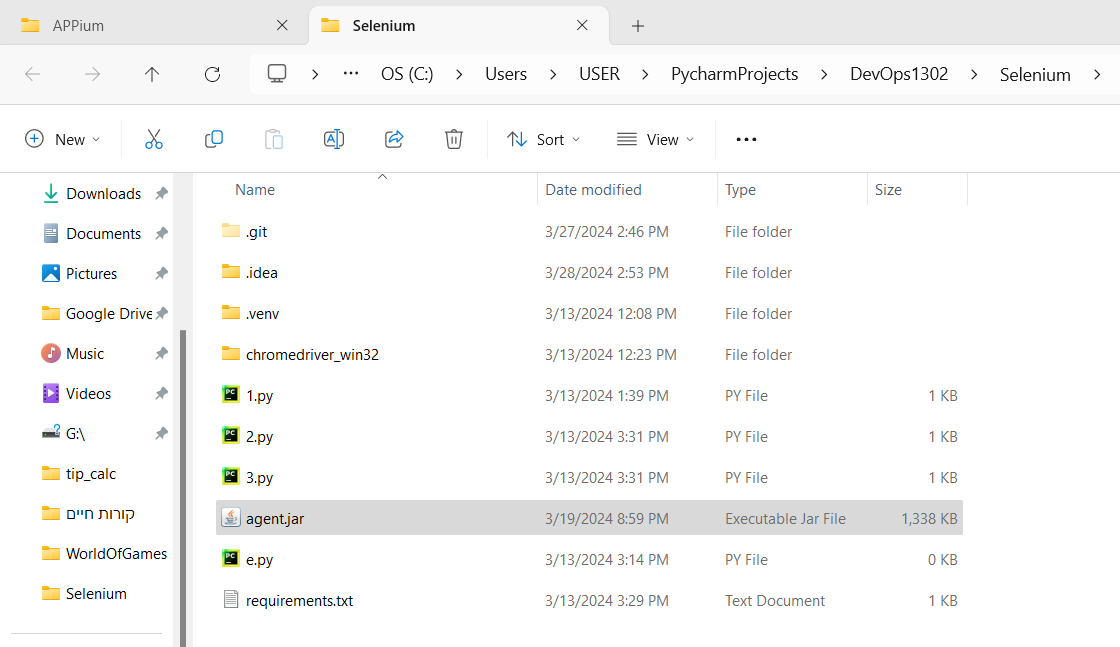 APPium
Selenium
OS (C:) Users USER PycharmProjects DevOps1302 Selenium
New Sort View
Downloads
Documents
Pictures
Google Drive
Music
Videos
G:\
tip_calc
קורות חיים
WorldOfGames
Selenium
Name Date modified Type Size
.git 3/27/2024 2:46 PM File folder
.idea 3/28/2024 2:53 PM File folder
.venv 3/13/2024 12:08 PM File folder
chromedriver_win32 3/13/2024 12:23 PM File folder
1.py 3/13/2024 1:39 PM PY File 1 KB
2.py 3/13/2024 3:31 PM PY File 1 KB
3.py 3/13/2024 3:31 PM PY File 1 KB
agent.jar 3/19/2024 8:59 PM Executable Jar File 1,338 KB
e.py 3/13/2024 3:14 PM PY File 0 KB
requirements.txt 3/13/2024 3:29 PM Text Document 1 KB